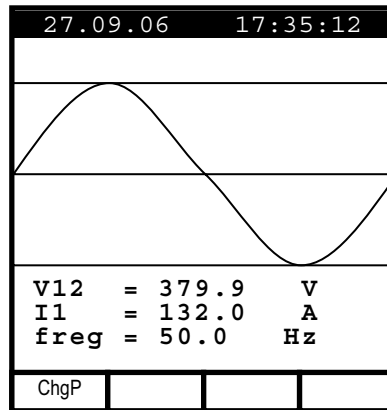 27.09.06 17:35:12
V12 = 379.9 V
I1 = 132.0 A
freg = 50.0 Hz
ChgP